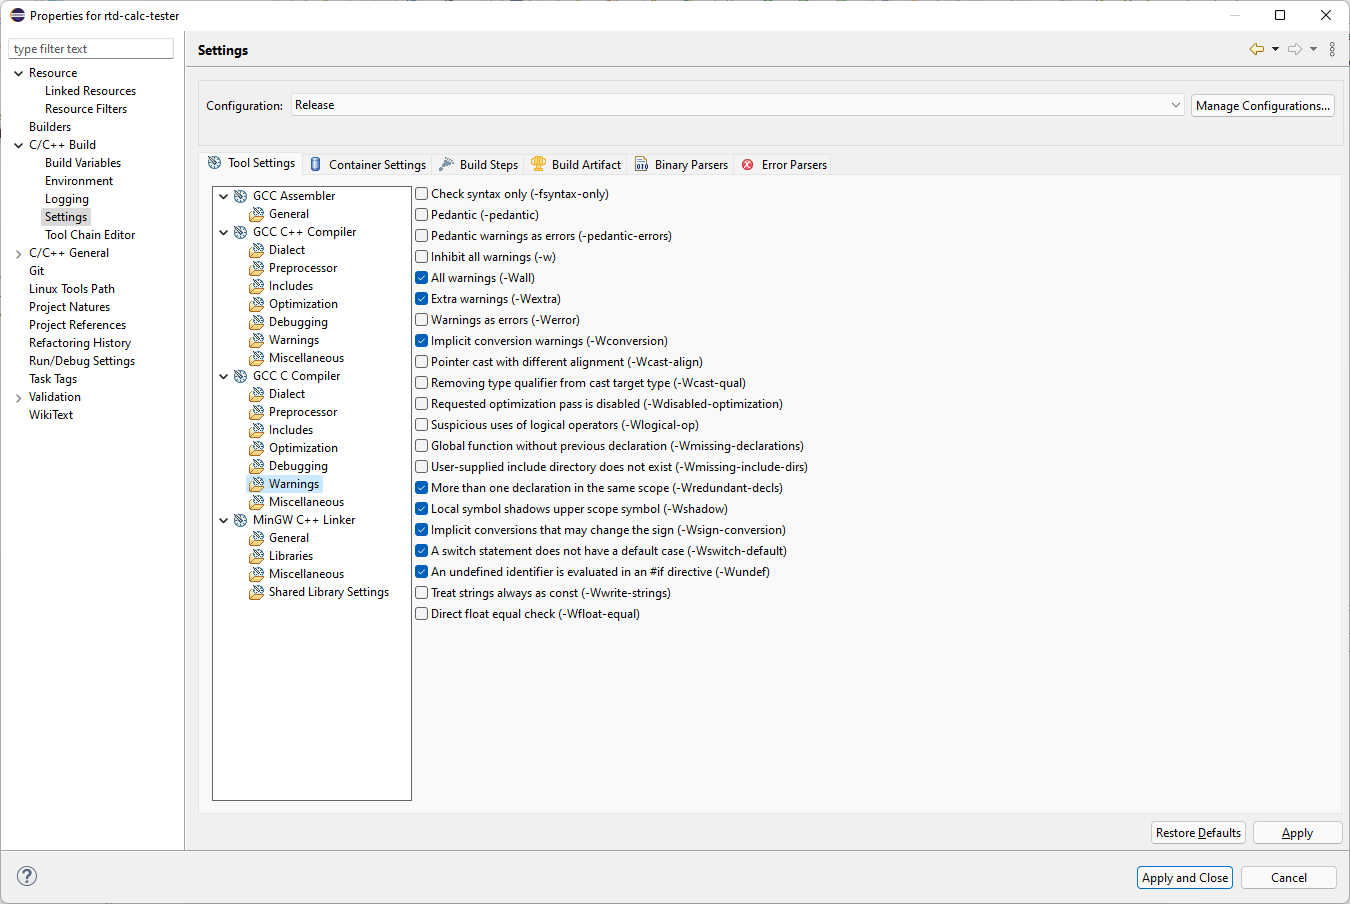 Properties for rtd-calc-tester
type filter text
Resource
Linked Resources
Resource Filters
Builders
C/C++ Build
Build Variables
Environment
Logging
Settings
Tool Chain Editor
C/C++ General
Git
Linux Tools Path
Project Natures
Project References
Refactoring History
Run/Debug Settings
Task Tags
Validation
WikiText
Settings
Configuration: Release Manage Configurations...
Tool Settings Container Settings Build Steps Build Artifact Binary Parsers Error Parsers
GCC Assembler
General
GCC C++ Compiler
Dialect
Preprocessor
Includes
Optimization
Debugging
Warnings
Miscellaneous
GCC C Compiler
Dialect
Preprocessor
Includes
Optimization
Debugging
Warnings
Miscellaneous
MinGW C++ Linker
General
Libraries
Miscellaneous
Shared Library Settings
Check syntax only (-fsyntax-only)
Pedantic (-pedantic)
Pedantic warnings as errors (-pedantic-errors)
Inhibit all warnings (-w)
All warnings (-Wall)
Extra warnings (-Wextra)
Warnings as errors (-Werror)
Implicit conversion warnings (-Wconversion)
Pointer cast with different alignment (-Wcast-align)
Removing type qualifier from cast target type (-Wcast-qual)
Requested optimization pass is disabled (-Wdisabled-optimization)
Suspicious uses of logical operators (-Wlogical-op)
Global function without previous declaration (-Wmissing-declarations)
User-supplied include directory does not exist (-Wmissing-include-dirs)
More than one declaration in the same scope (-Wredundant-decls)
Local symbol shadows upper scope symbol (-Wshadow)
Implicit conversions that may change the sign (-Wsign-conversion)
A switch statement does not have a default case (-Wswitch-default)
An undefined identifier is evaluated in an #if directive (-Wundef)
Treat strings always as const (-Wwrite-strings)
Direct float equal check (-Wfloat-equal)
Restore Defaults Apply
Apply and Close Cancel